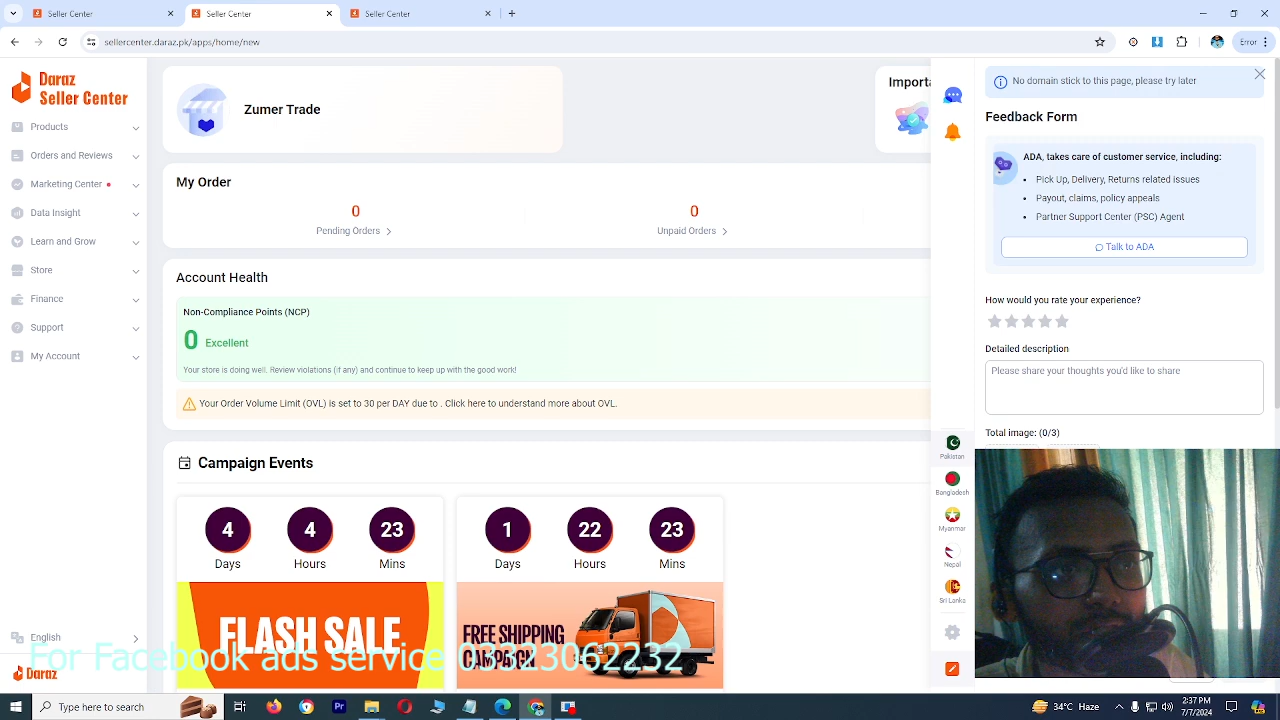 Seller Center
Seller Center
Seller Center
sellercenter.daraz.pk/apps/home/new
Error
Daraz
Seller Center
Products
Orders and Reviews
Marketing Center
Data Insight
Learn and Grow
Store
Finance
Support
My Account
English
Daraz
Zumer Trade
Importa
My Order
0
Pending Orders
0
Unpaid Orders
Account Health
Non-Compliance Points (NCP)
0 Excellent
Your store is doing well. Review violations (if any) and continue to keep up with the good work!
Your Order Volume Limit (OVL) is set to 30 per DAY due to . Click here to understand more about OVL.
Campaign Events
4 4 23
Days Hours Mins
1 22 23
Days Hours Mins
FLASH SALE
FREE SHIPPING
CAMPAIGN
Pakistan
Bangladesh
Myanmar
Nepal
Sri Lanka
No domain stick to this page, please try later
Feedback Form
ADA, takes care of customer service, including:
• Pick Up, Delivery, Returns related issues
• Payout, claims, policy appeals
• Partner Support Center (PSC) Agent
Talk to ADA
How would you rate your experience?
Detailed description
Please share your thoughts you'd like to share
Total image: (0/3)
For Facebook ads service 03323062232
Type here to search
2:37 PM
7/7/2024